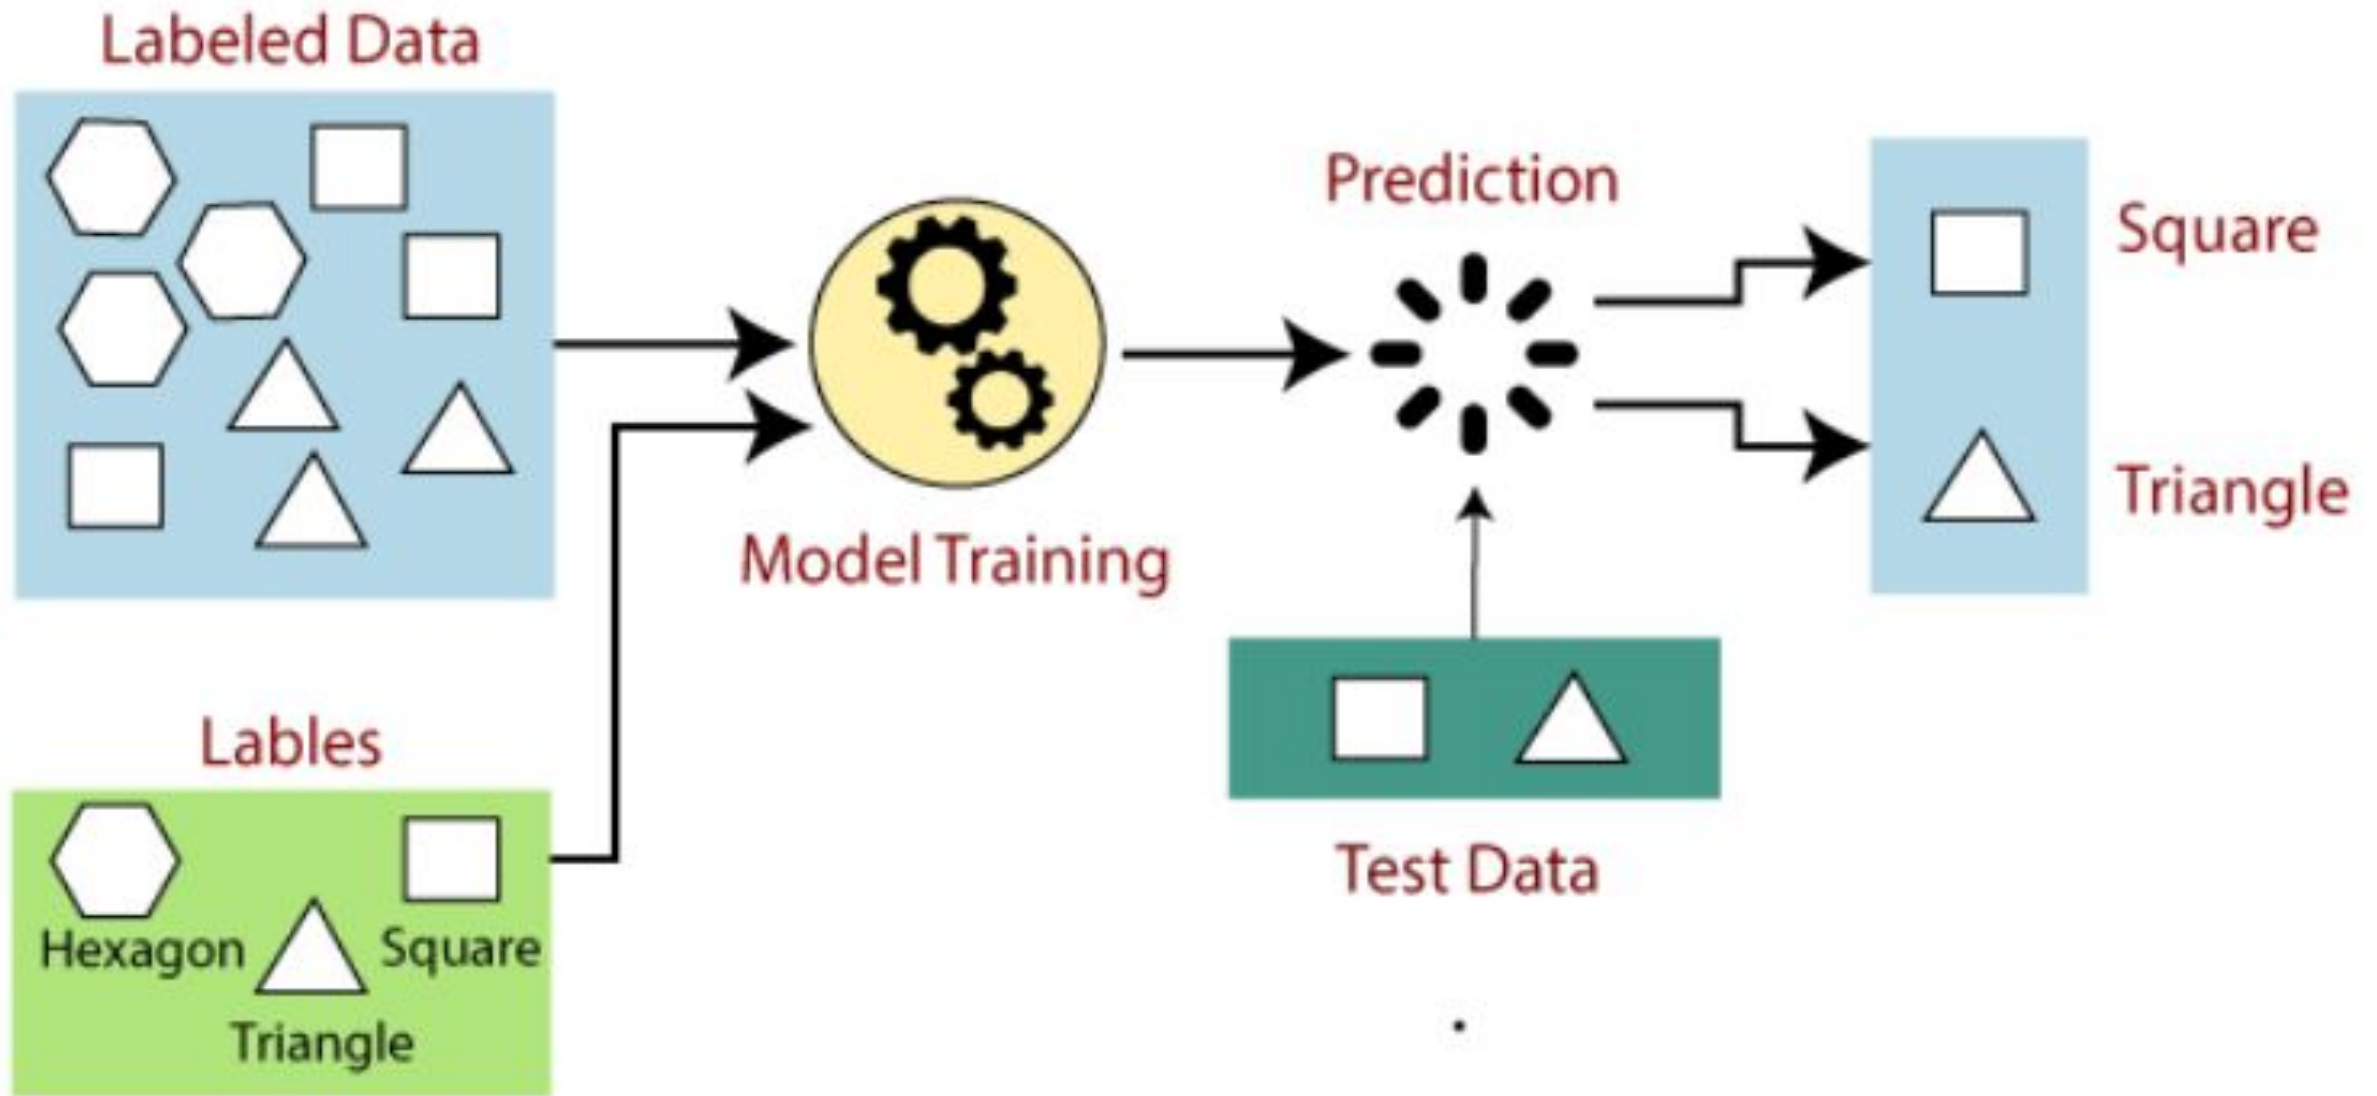 Labeled Data
Prediction
Square
Triangle
Model Training
Lables
Hexagon
Square
Triangle
Test Data